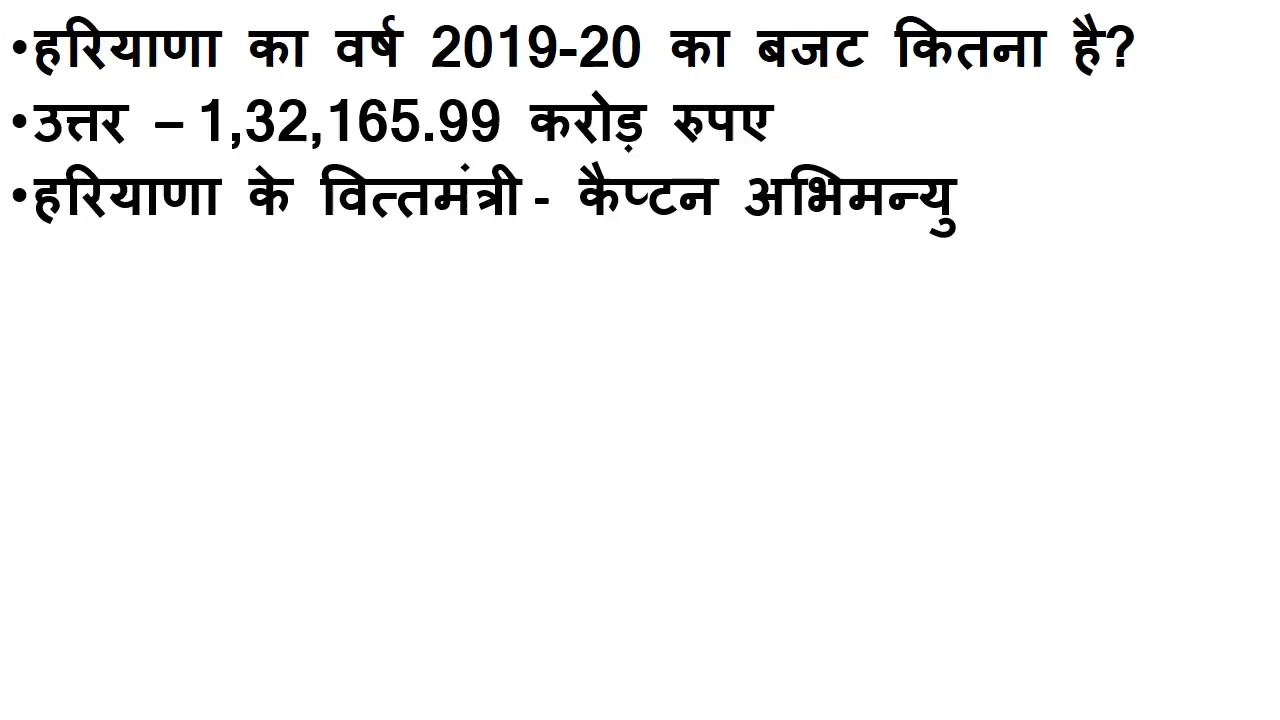 •हरियाणा का वर्ष 2019-20 का बजट कितना है?
•उत्तर – 1,32,165.99 करोड़ रुपए
•हरियाणा के वित्तमंत्री - कैप्टन अभिमन्यु